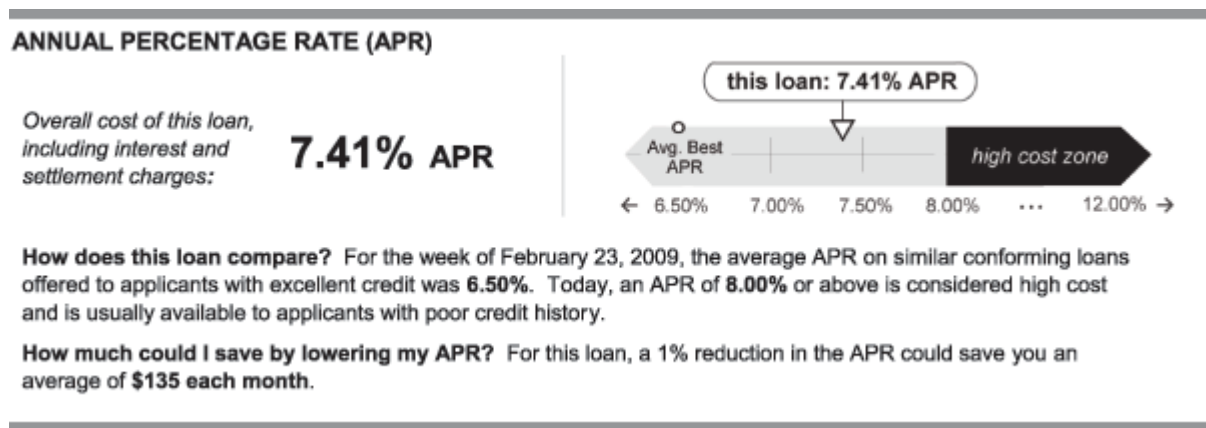 ANNUAL PERCENTAGE RATE (APR)
Overall cost of this loan,
including interest and
settlement charges:
7.41% APR
this loan: 7.41% APR
Avg. Best
APR
high cost zone
← 6.50% 7.00% 7.50% 8.00% ... 12.00% →
How does this loan compare? For the week of February 23, 2009, the average APR on similar conforming loans
offered to applicants with excellent credit was 6.50%. Today, an APR of 8.00% or above is considered high cost
and is usually available to applicants with poor credit history.
How much could I save by lowering my APR? For this loan, a 1% reduction in the APR could save you an
average of $135 each month.